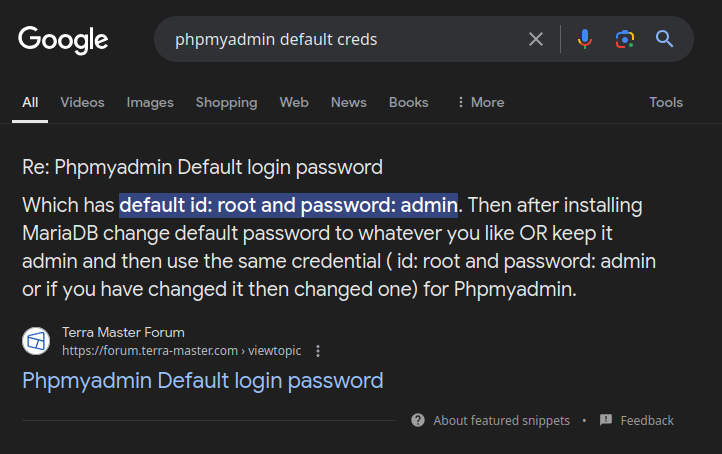 Google
phpmyadmin default creds
All Videos Images Shopping Web News Books More Tools
Re: Phpmyadmin Default login password
Which has default id: root and password: admin. Then after installing
MariaDB change default password to whatever you like OR keep it
admin and then use the same credential ( id: root and password: admin
or if you have changed it then changed one) for Phpmyadmin.
Terra Master Forum
https://forum.terra-master.com › viewtopic
Phpmyadmin Default login password
About featured snippets • Feedback